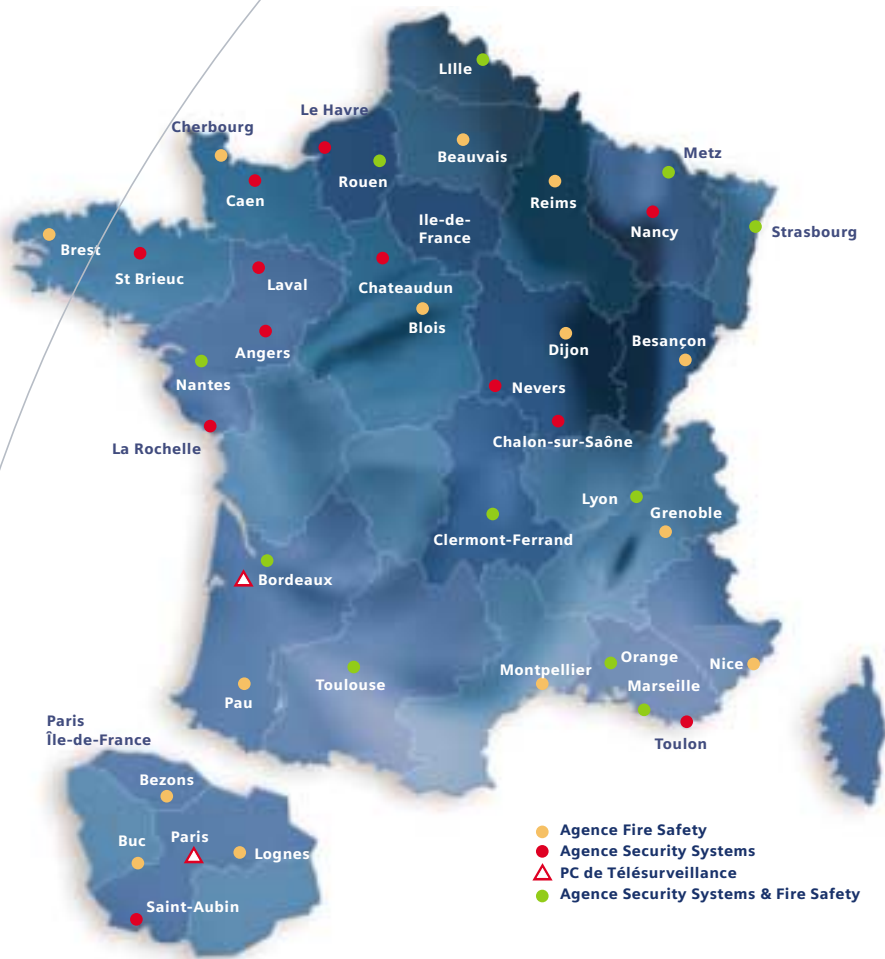 LIlle
Le Havre
Cherbourg
Beauvais
Metz
Rouen
Caen
Reims
Ile-de-
France
Nancy
Strasbourg
Brest
St Brieuc
Laval
Chateaudun
Blois
Angers
Dijon
Besançon
Nantes
Nevers
La Rochelle
Chalon-sur-Saône
Lyon
Grenoble
Clermont-Ferrand
Bordeaux
Orange
Nice
Montpellier
Toulouse
Marseille
Pau
Toulon
Paris
Île-de-France
Bezons
Buc
Paris
Lognes
Saint-Aubin
Agence Fire Safety
Agence Security Systems
PC de Télésurveillance
Agence Security Systems & Fire Safety